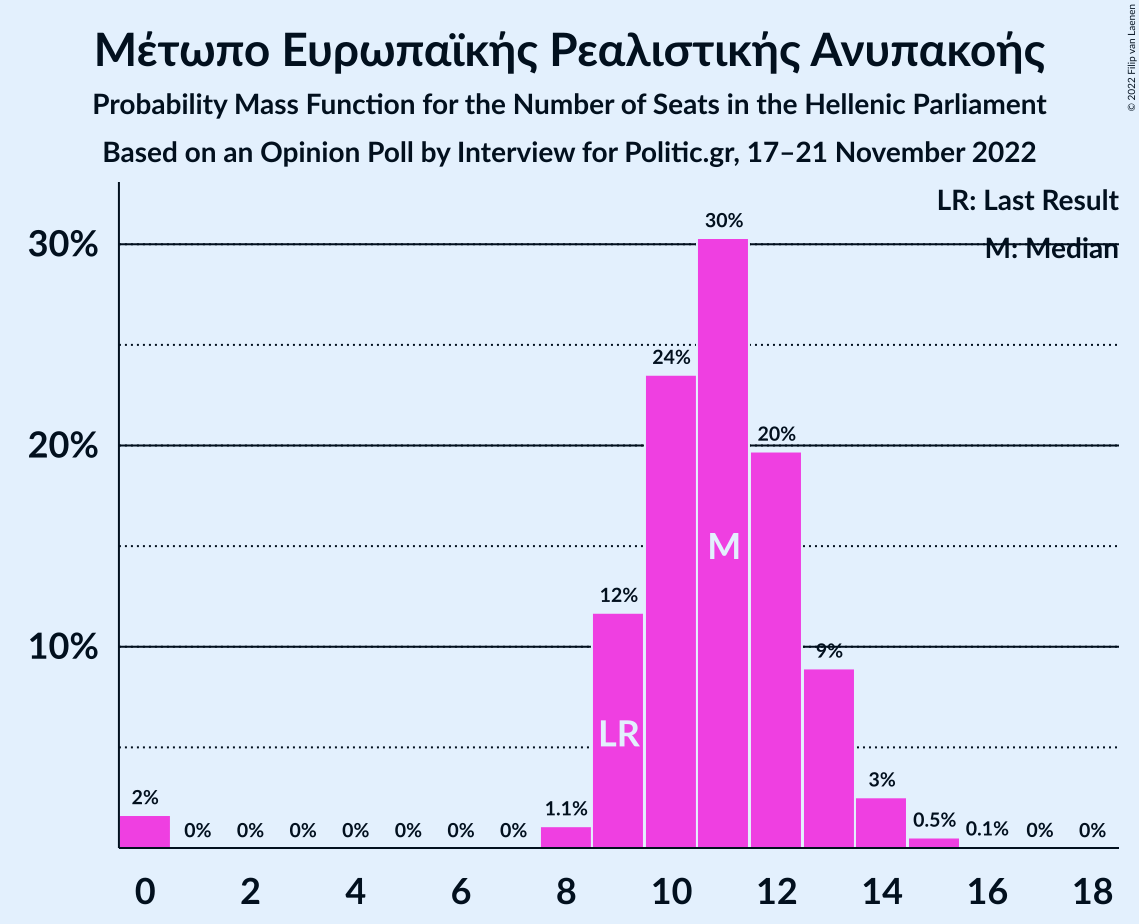 © 2022 Filip van Laenen
Μέτωπο Ευρωπαϊκής Ρεαλιστικής Ανυπακοής
Probability Mass Function for the Number of Seats in the Hellenic Parliament
Based on an Opinion Poll by Interview for Politic.gr, 17–21 November 2022
LR: Last Result
M: Median
30%
20%
10%
2%
0%
0%
0%
0%
0%
0%
0%
1.1%
12%
24%
30%
20%
9%
3%
0.5%
0.1%
0%
0%
LR
M
0 2 4 6 8 10 12 14 16 18